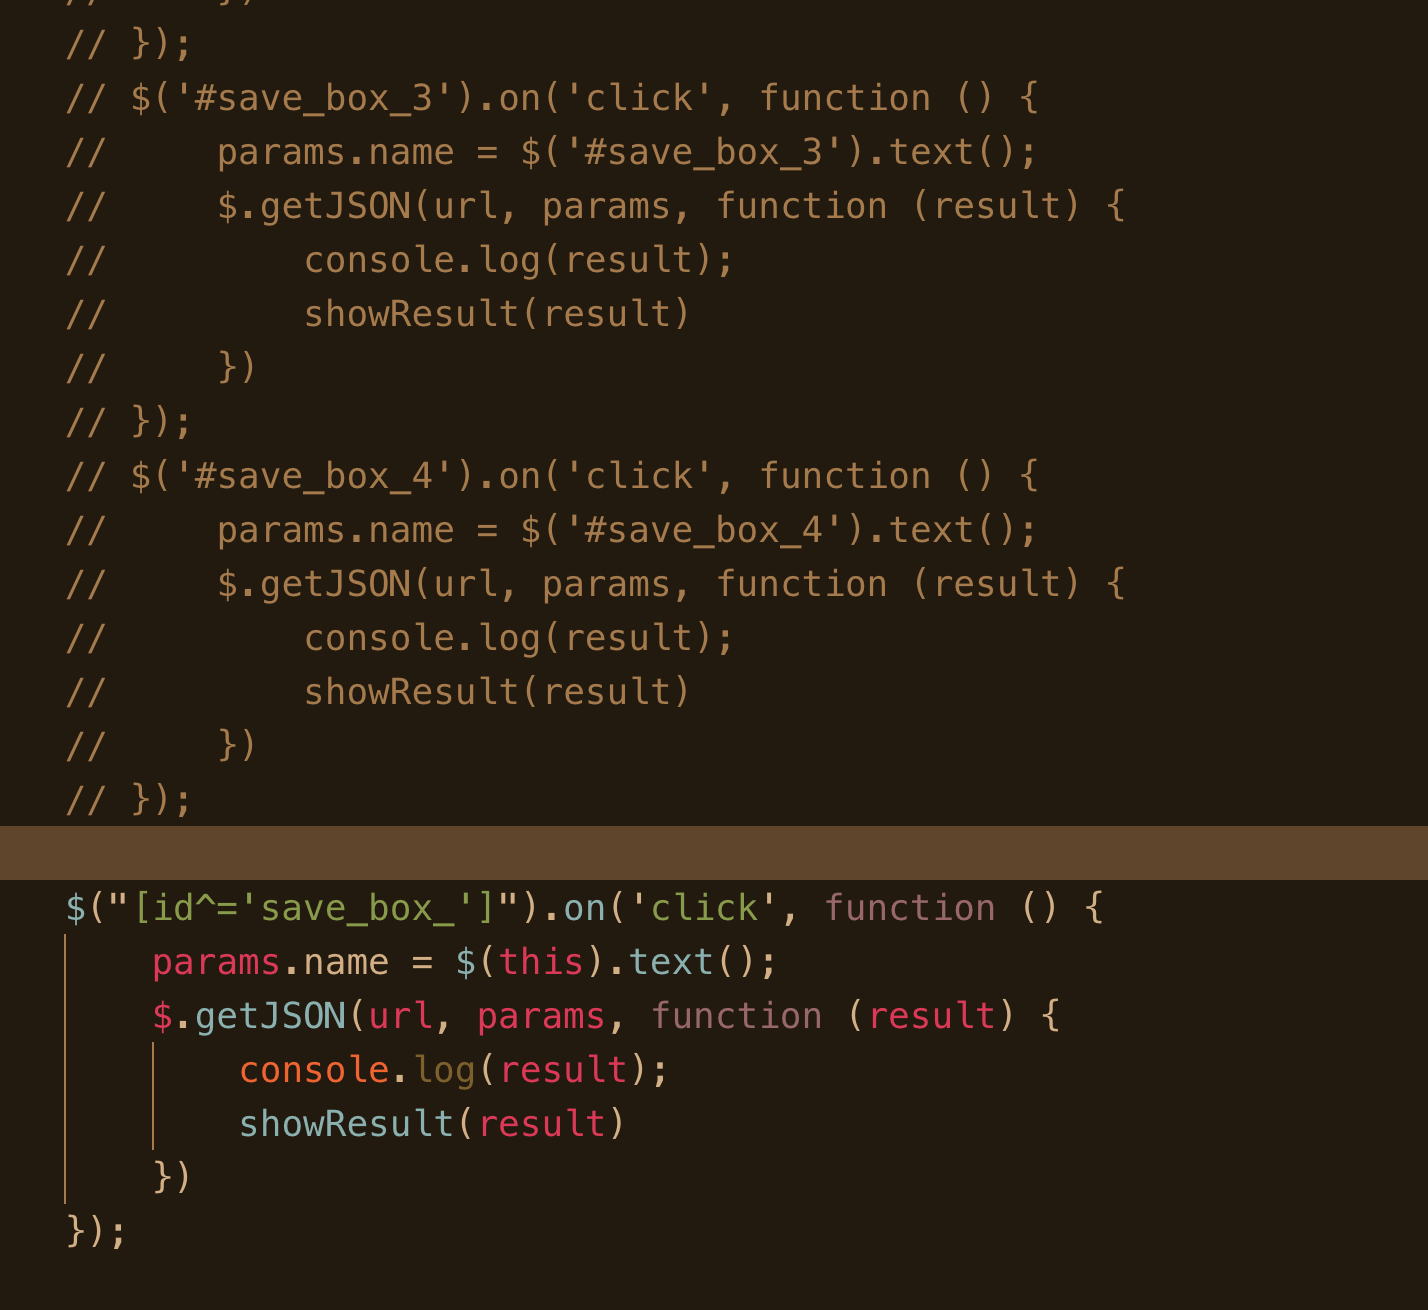 // });
// $('#save_box_3').on('click', function () {
//     params.name = $('#save_box_3').text();
//     $.getJSON(url, params, function (result) {
//         console.log(result);
//         showResult(result)
//     })
// });
// $('#save_box_4').on('click', function () {
//     params.name = $('#save_box_4').text();
//     $.getJSON(url, params, function (result) {
//         console.log(result);
//         showResult(result)
//     })
// });
$("[id^='save_box_']").on('click', function () {
    params.name = $(this).text();
    $.getJSON(url, params, function (result) {
        console.log(result);
        showResult(result)
    })
});